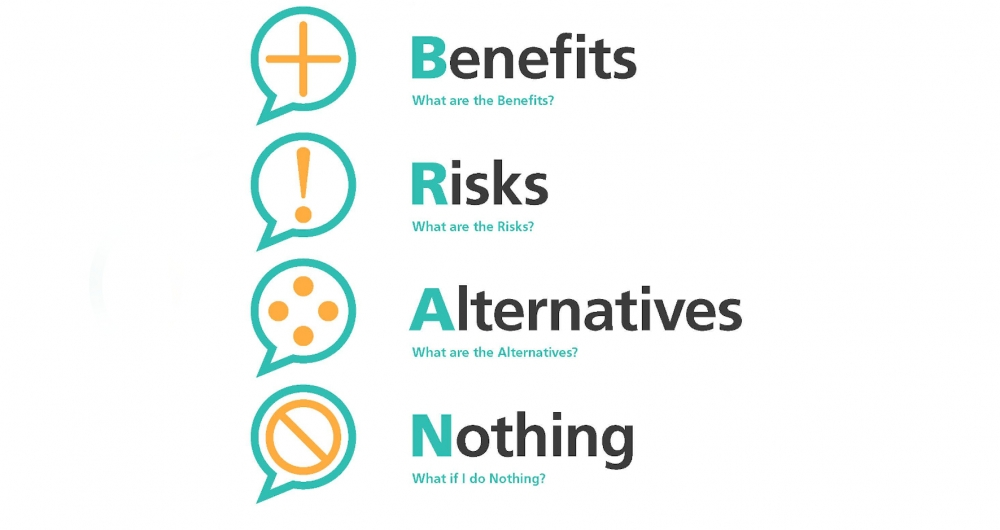 Benefits
What are the Benefits?
Risks
What are the Risks?
Alternatives
What are the Alternatives?
Nothing
What if I do Nothing?